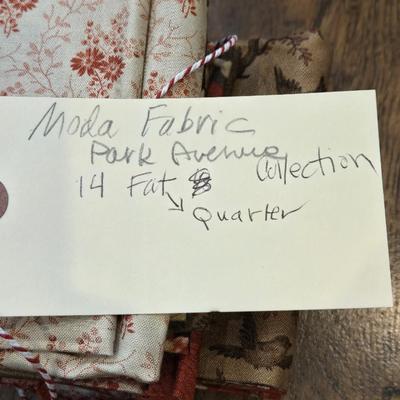 Moda Fabric
Park Avenue
Collection
14 Fat
Quarter